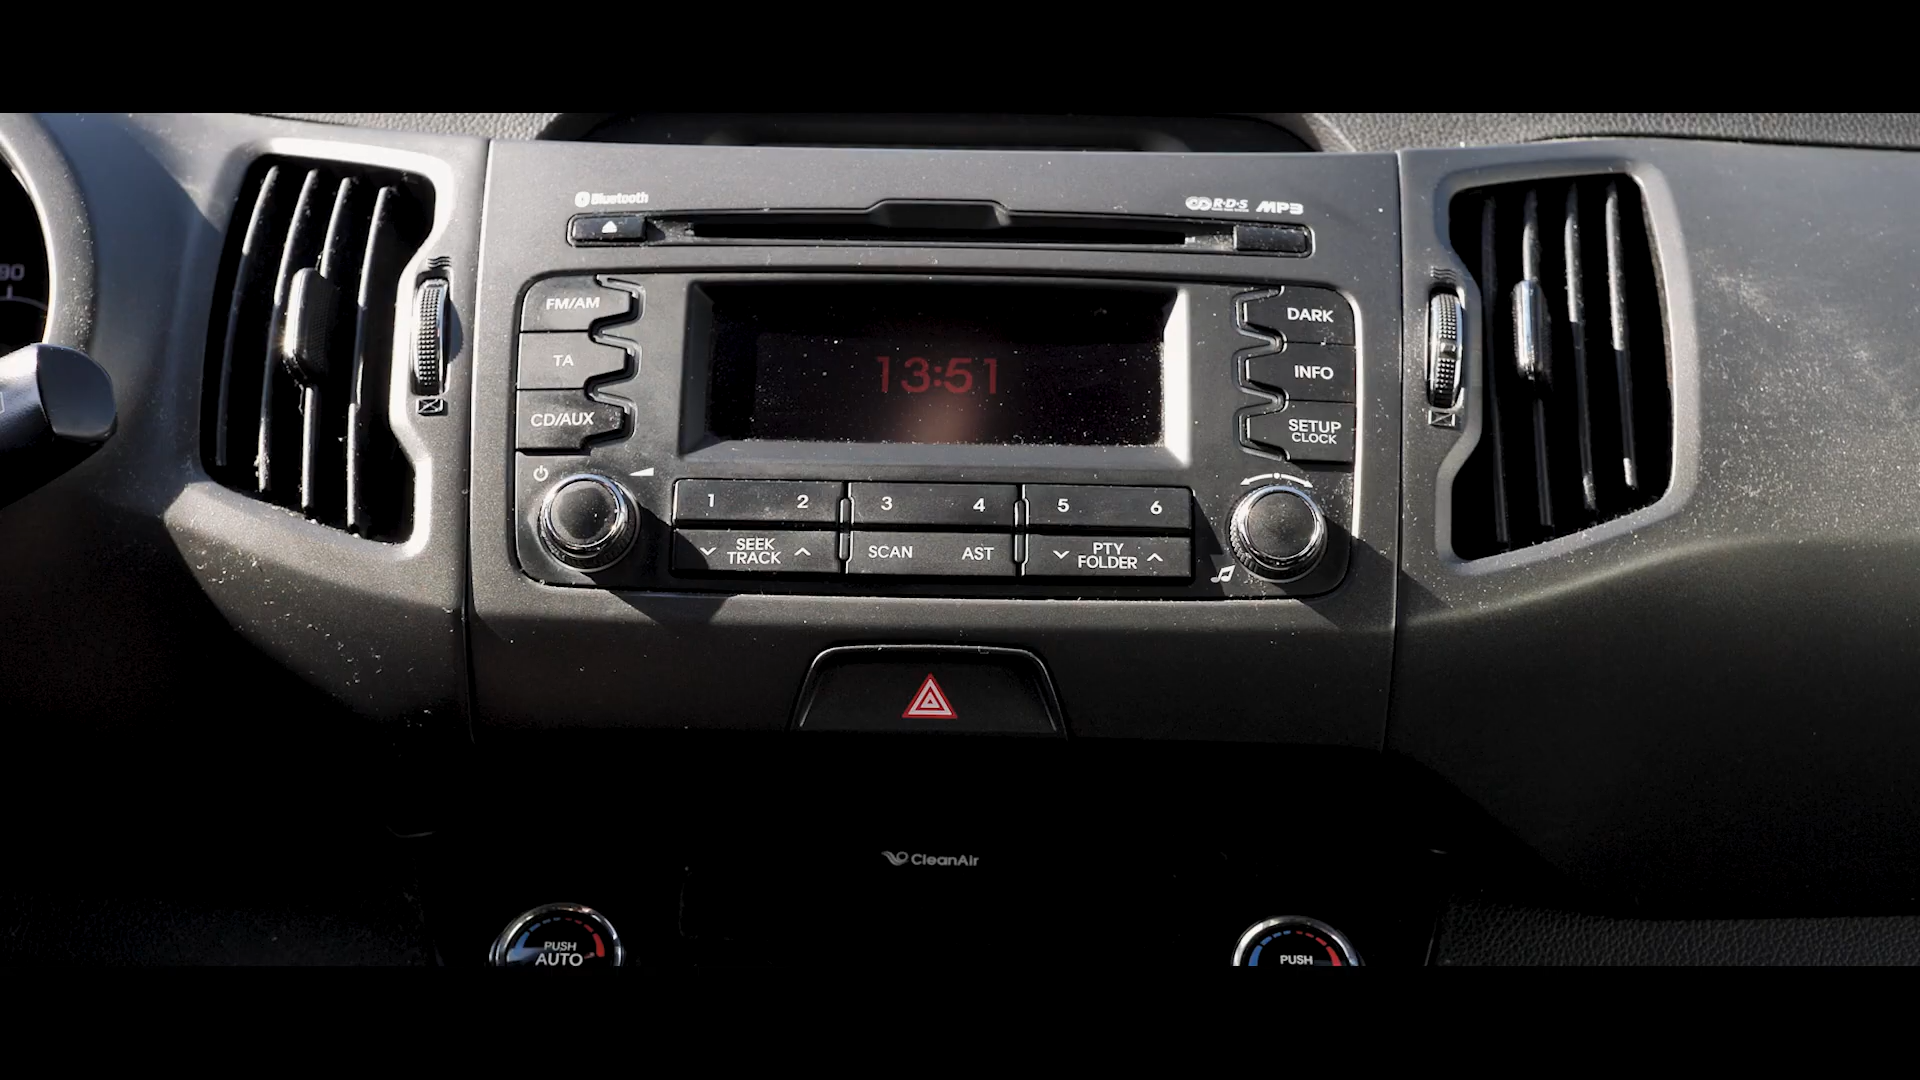 Bluetooth
R·D·S MP3
90
FM/AM
DARK
TA
13:51
INFO
CD/AUX
SETUP
CLOCK
1 2 3 4 5 6
SEEK
TRACK
SCAN AST
PTY
FOLDER
CleanAir
PUSH
AUTO
PUSH